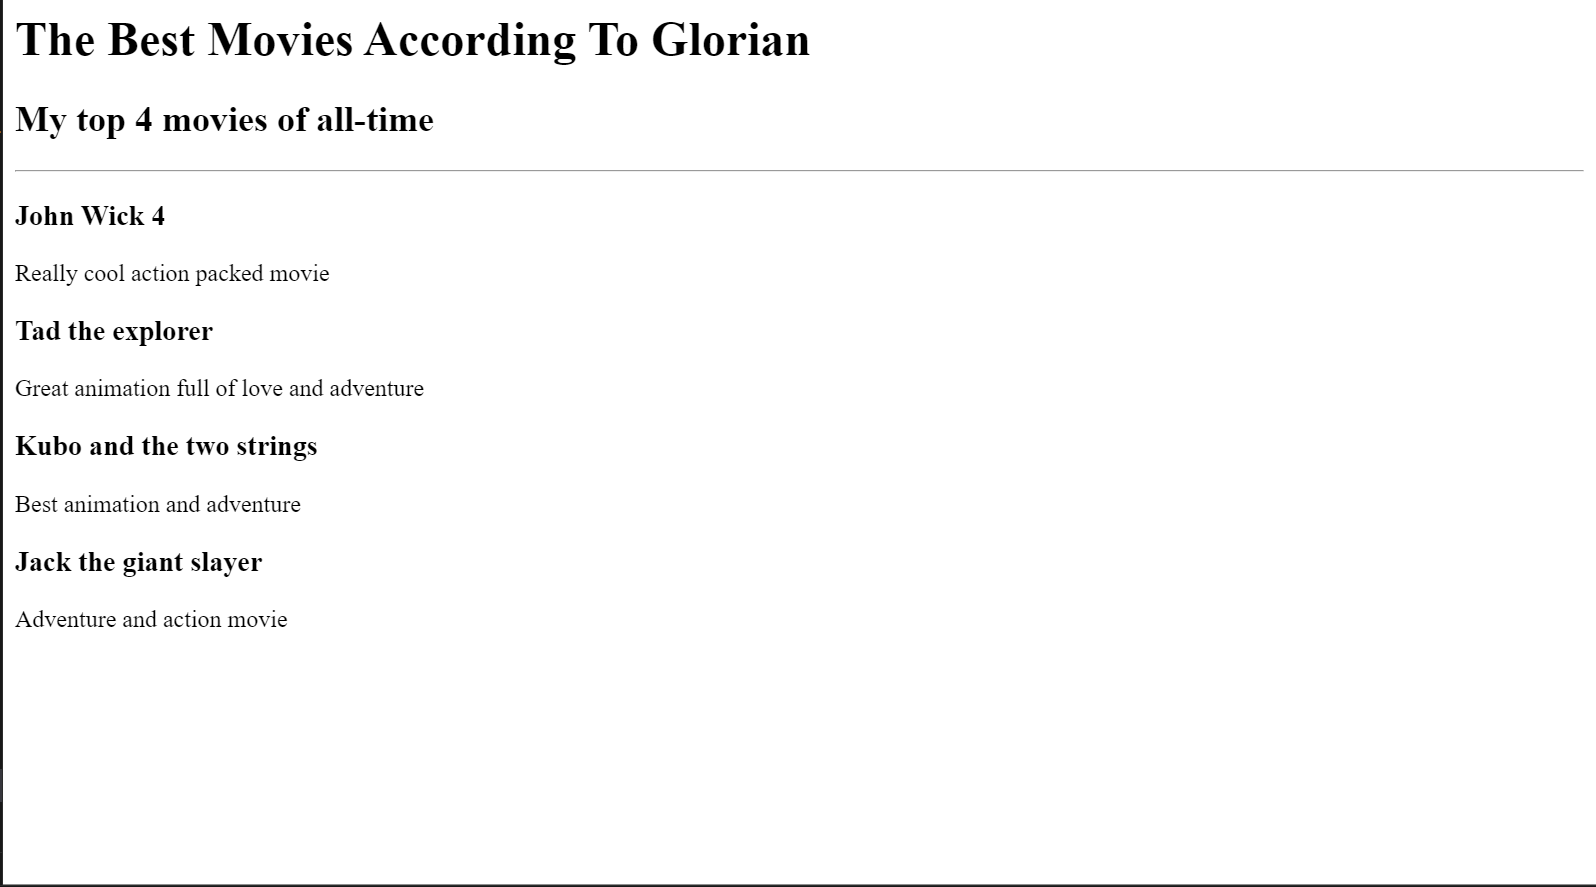 The Best Movies According To Glorian
My top 4 movies of all-time
John Wick 4
Really cool action packed movie
Tad the explorer
Great animation full of love and adventure
Kubo and the two strings
Best animation and adventure
Jack the giant slayer
Adventure and action movie